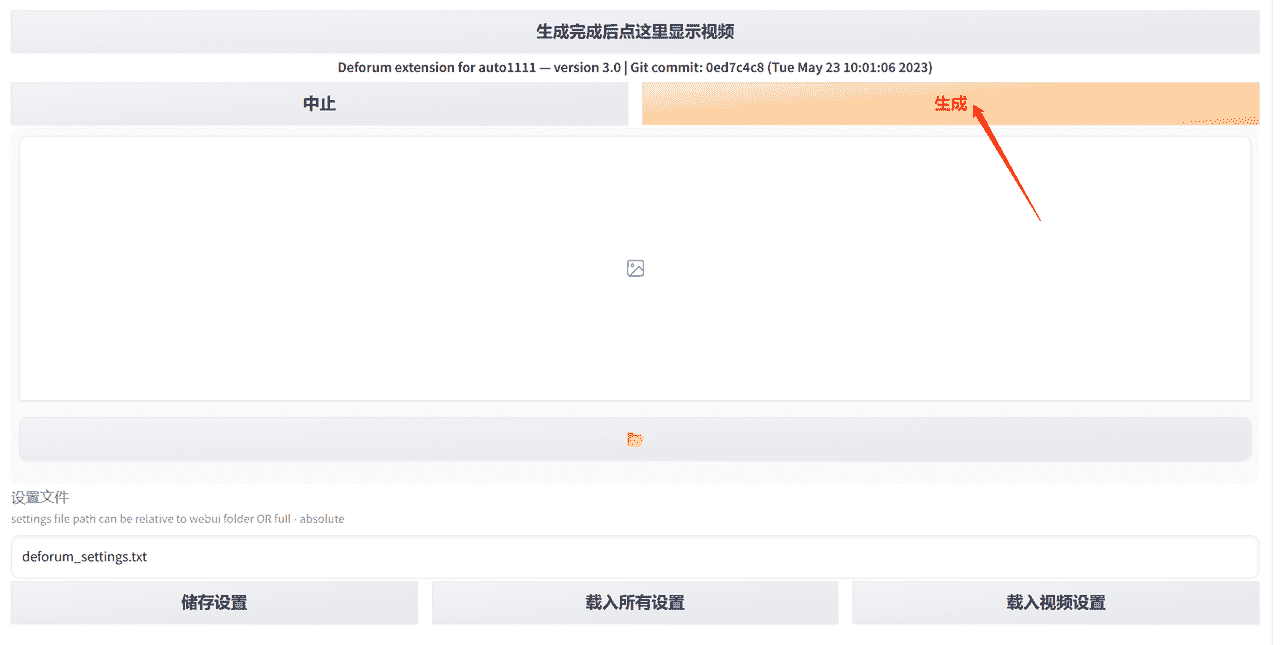 生成完成后点这里显示视频
Deforum extension for auto1111 — version 3.0 | Git commit: 0ed7c4c8 (Tue May 23 10:01:06 2023)
中止
生成
设置文件
settings file path can be relative to webui folder OR full - absolute
deforum_settings.txt
储存设置
载入所有设置
载入视频设置